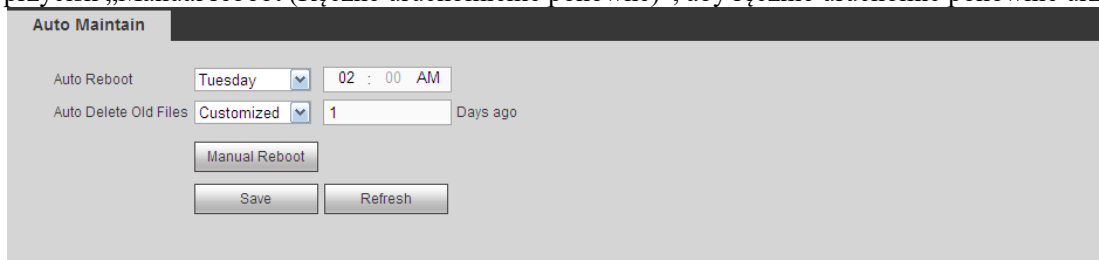 Auto Maintain
Auto Reboot Tuesday 02 : 00 AM
Auto Delete Old Files Customized 1 Days ago
Manual Reboot
Save Refresh